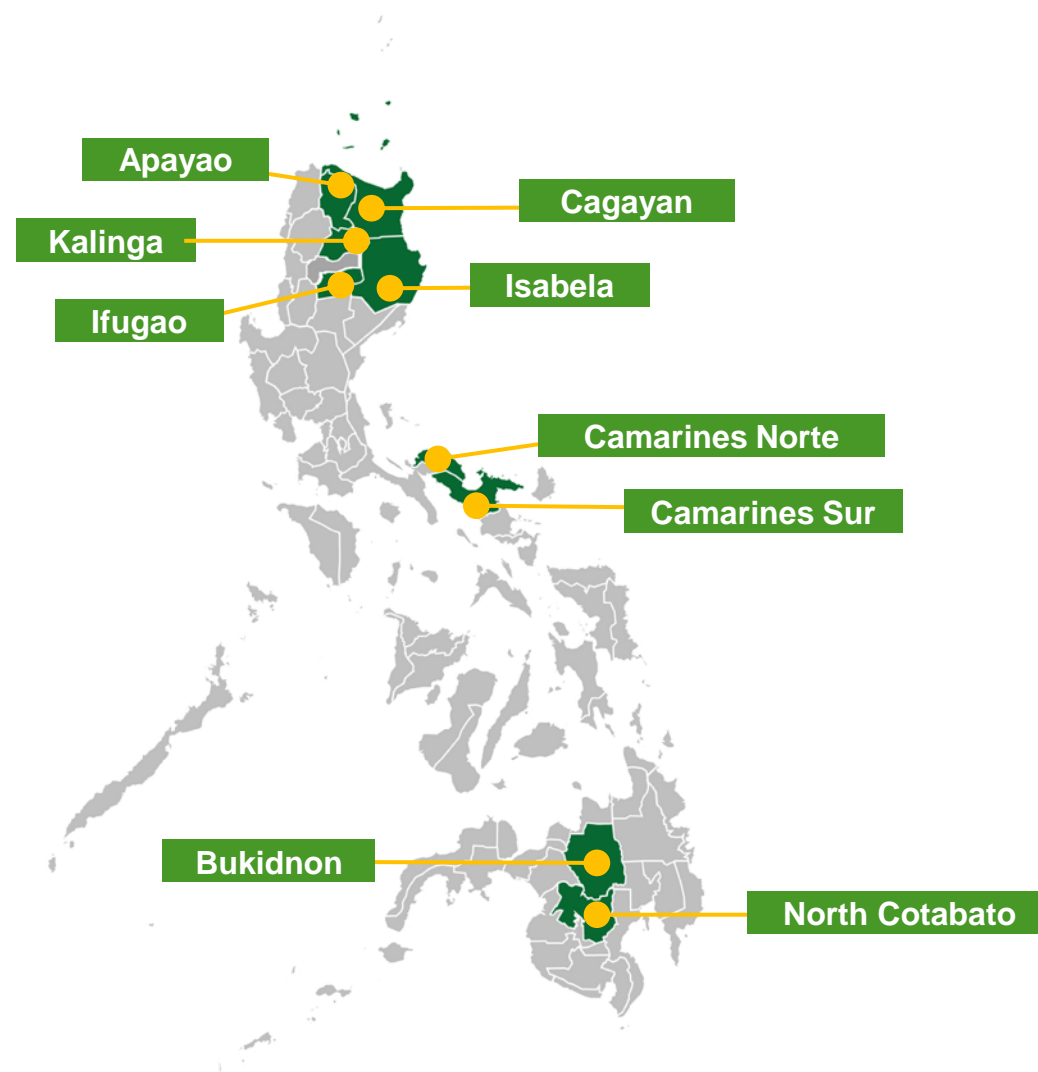 Apayao
Cagayan
Kalinga
Isabela
Ifugao
Camarines Norte
Camarines Sur
Bukidnon
North Cotabato